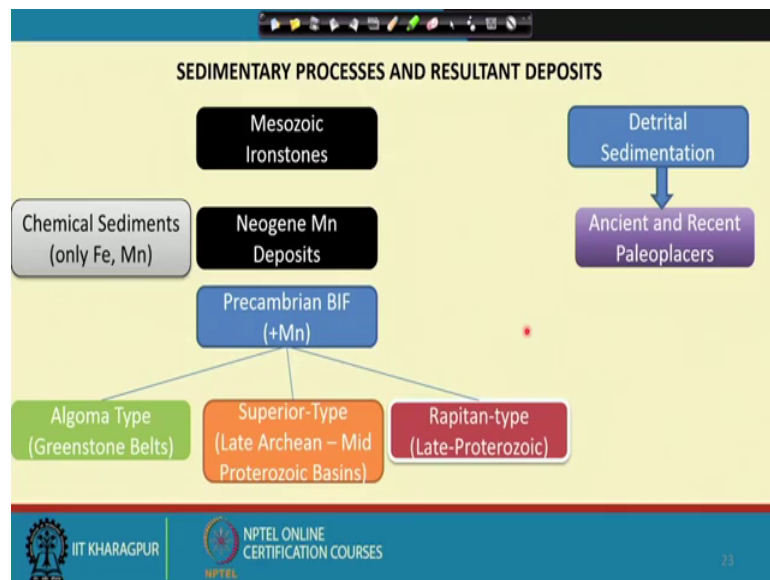 SEDIMENTARY PROCESSES AND RESULTANT DEPOSITS
Mesozoic
Ironstones
Detrital
Sedimentation
Chemical Sediments
(only Fe, Mn)
Neogene Mn
Deposits
Ancient and Recent
Paleoplacers
Precambrian BIF
(+Mn)
Algoma Type
(Greenstone Belts)
Superior-Type
(Late Archean – Mid
Proterozoic Basins)
Rapitan-type
(Late-Proterozoic)
IIT KHARAGPUR
NPTEL ONLINE
CERTIFICATION COURSES
NPTEL
23